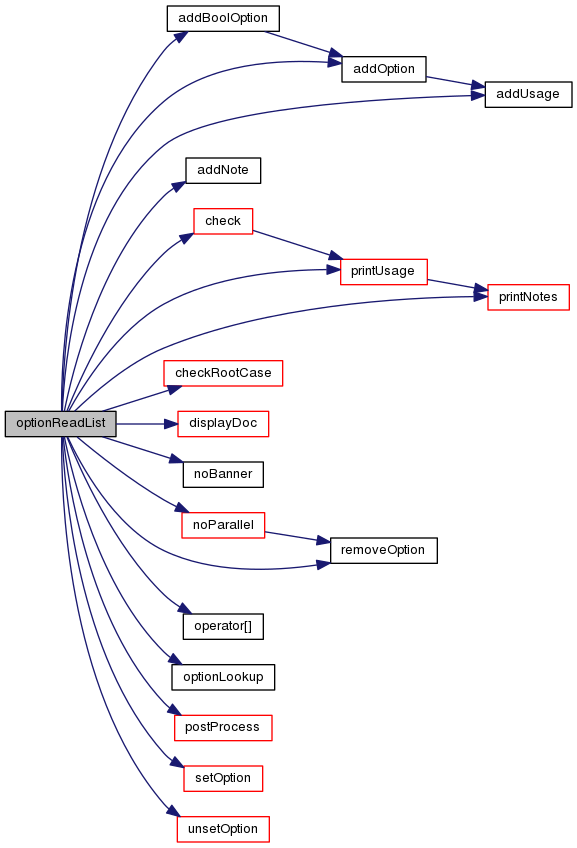 addBoolOption
addOption
addUsage
addNote
check
printUsage
printNotes
checkRootCase
optionReadList
displayDoc
noBanner
noParallel
removeOption
operator[]
optionLookup
postProcess
setOption
unsetOption